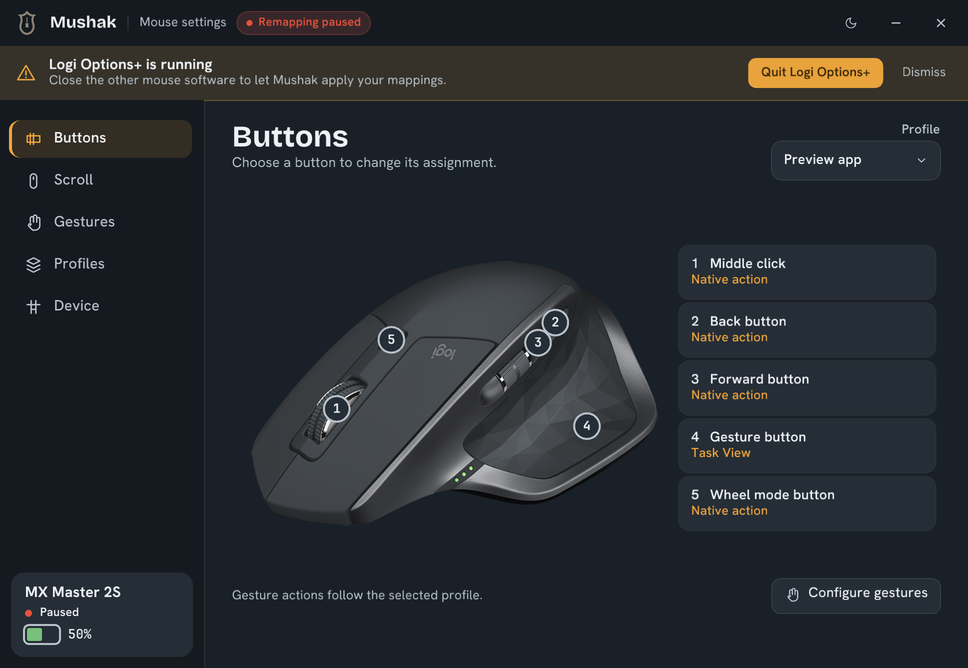 Mushak
Mouse settings
Remapping paused
Logi Options+ is running
Close the other mouse software to let Mushak apply your mappings.
Quit Logi Options+
Dismiss
Buttons
Scroll
Gestures
Profiles
Device
Buttons
Choose a button to change its assignment.
Profile
Preview app
logi
1
2
3
4
5
1 Middle click
Native action
2 Back button
Native action
3 Forward button
Native action
4 Gesture button
Task View
5 Wheel mode button
Native action
MX Master 2S
Paused
50%
Gesture actions follow the selected profile.
Configure gestures